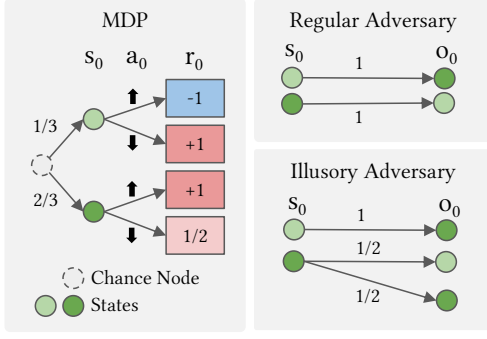 MDP
s₀ a₀ r₀
-1
1/3
+1
+1
2/3
1/2
Chance Node
States
Regular Adversary
s₀ o₀
1
1
Illusory Adversary
s₀ o₀
1
1/2
1/2